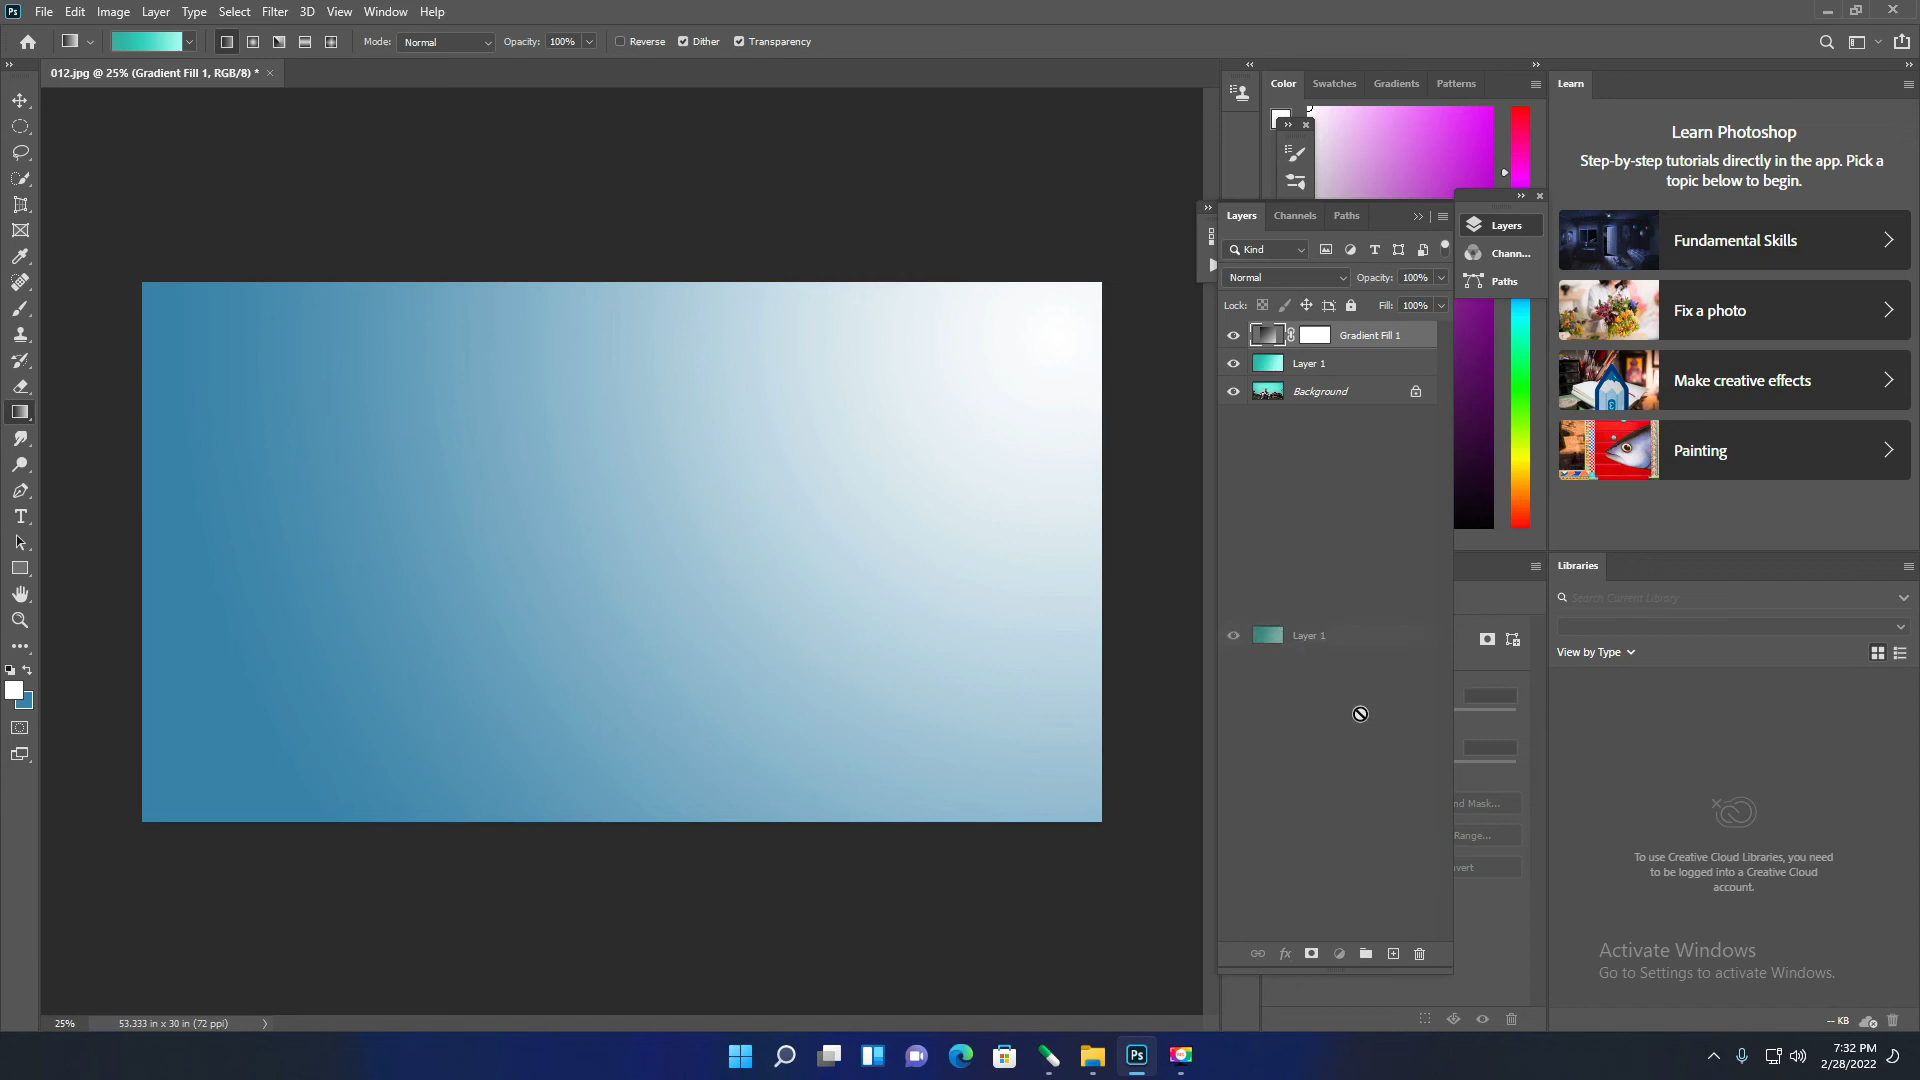 Ps File Edit Image Layer Type Select Filter 3D View Window Help
Mode: Normal Opacity: 100% Reverse Dither Transparency
012.jpg @ 25% (Gradient Fill 1, RGB/8) * ×
Color Swatches Gradients Patterns
Learn
Learn Photoshop
Step-by-step tutorials directly in the app. Pick a
topic below to begin.
Fundamental Skills
Fix a photo
Make creative effects
Painting
Layers Channels Paths
Kind
Normal Opacity: 100%
Lock: Fill: 100%
Gradient Fill 1
Layer 1
Background
Layer 1
Layers
Chann...
Paths
nd Mask...
Range...
vert
Libraries
Search Current Library
View by Type
To use Creative Cloud Libraries, you need
to be logged into a Creative Cloud
account.
Activate Windows
Go to Settings to activate Windows.
-- KB
25% 53.333 in x 30 in (72 ppi)
Ps
7:32 PM
2/28/2022